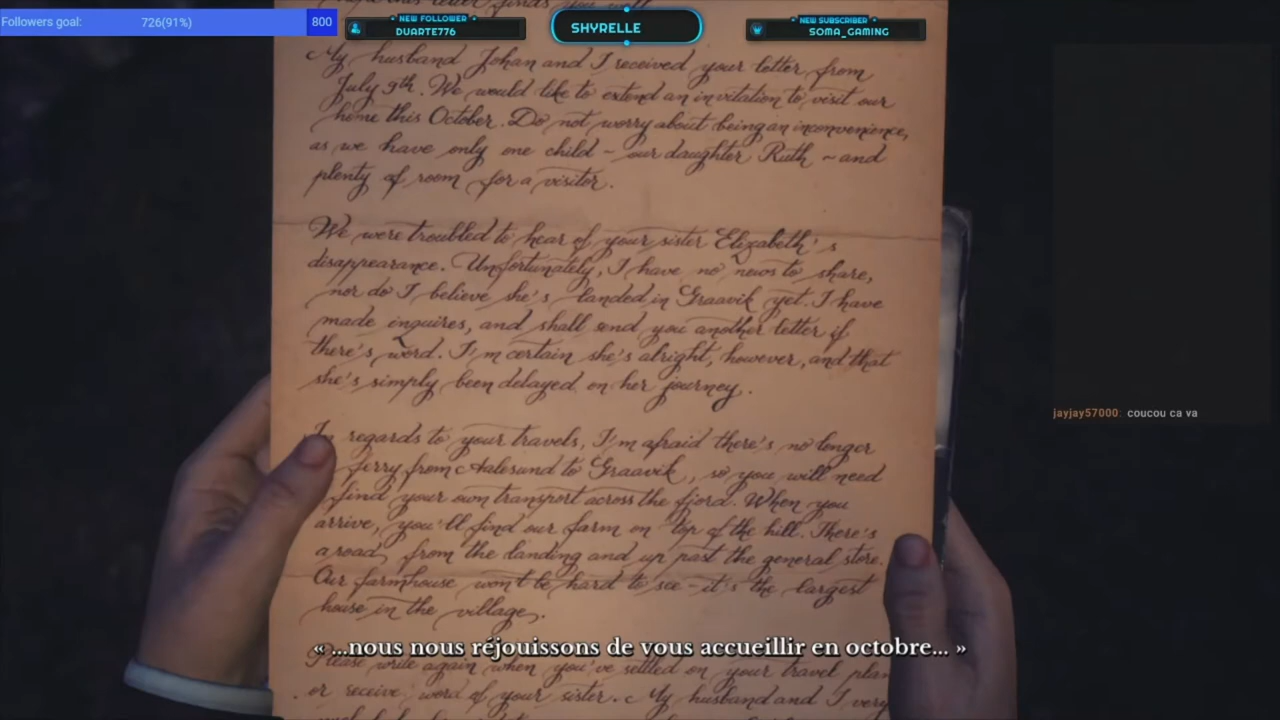 Followers goal: 726(91%) 800
NEW FOLLOWER
DUARTE776
SHYRELLE
NEW SUBSCRIBER
SOMA_GAMING
My husband Johan and I received your letter from
July 9th. We would like to extend an invitation to visit our
home this October. Do not worry about being an inconvenience,
as we have only one child ~ our daughter Ruth ~ and
plenty of room for a visitor.
We were troubled to hear of your sister Elizabeth's
disappearance. Unfortunately, I have no news to share,
nor do I believe she's landed in Graavik yet. I have
made inquires, and shall send you another letter if
there's word. I'm certain she's alright, however, and that
she's simply been delayed on her journey.
In regards to your travels, I'm afraid there's no longer
ferry from Aalesund to Graavik, so you will need
find your own transport across the fjord. When you
arrive, you'll find our farm on top of the hill. There's
a road from the landing and up past the general store.
Our farmhouse won't be hard to see - it's the largest
house in the village.
« ...nous nous réjouissons de vous accueillir en octobre... »
Please write again when you've settled on your travel plan
or receive word of your sister. My husband and I very
jayjay57000: coucou ca va